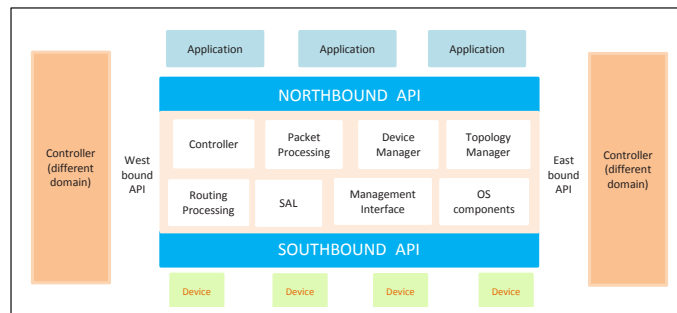 Application Application Application
NORTHBOUND API
Controller
(different
domain)
West
bound
API
Controller
Packet
Processing
Device
Manager
Topology
Manager
Routing
Processing
SAL
Management
Interface
OS
components
East
bound
API
Controller
(different
domain)
SOUTHBOUND API
Device Device Device Device